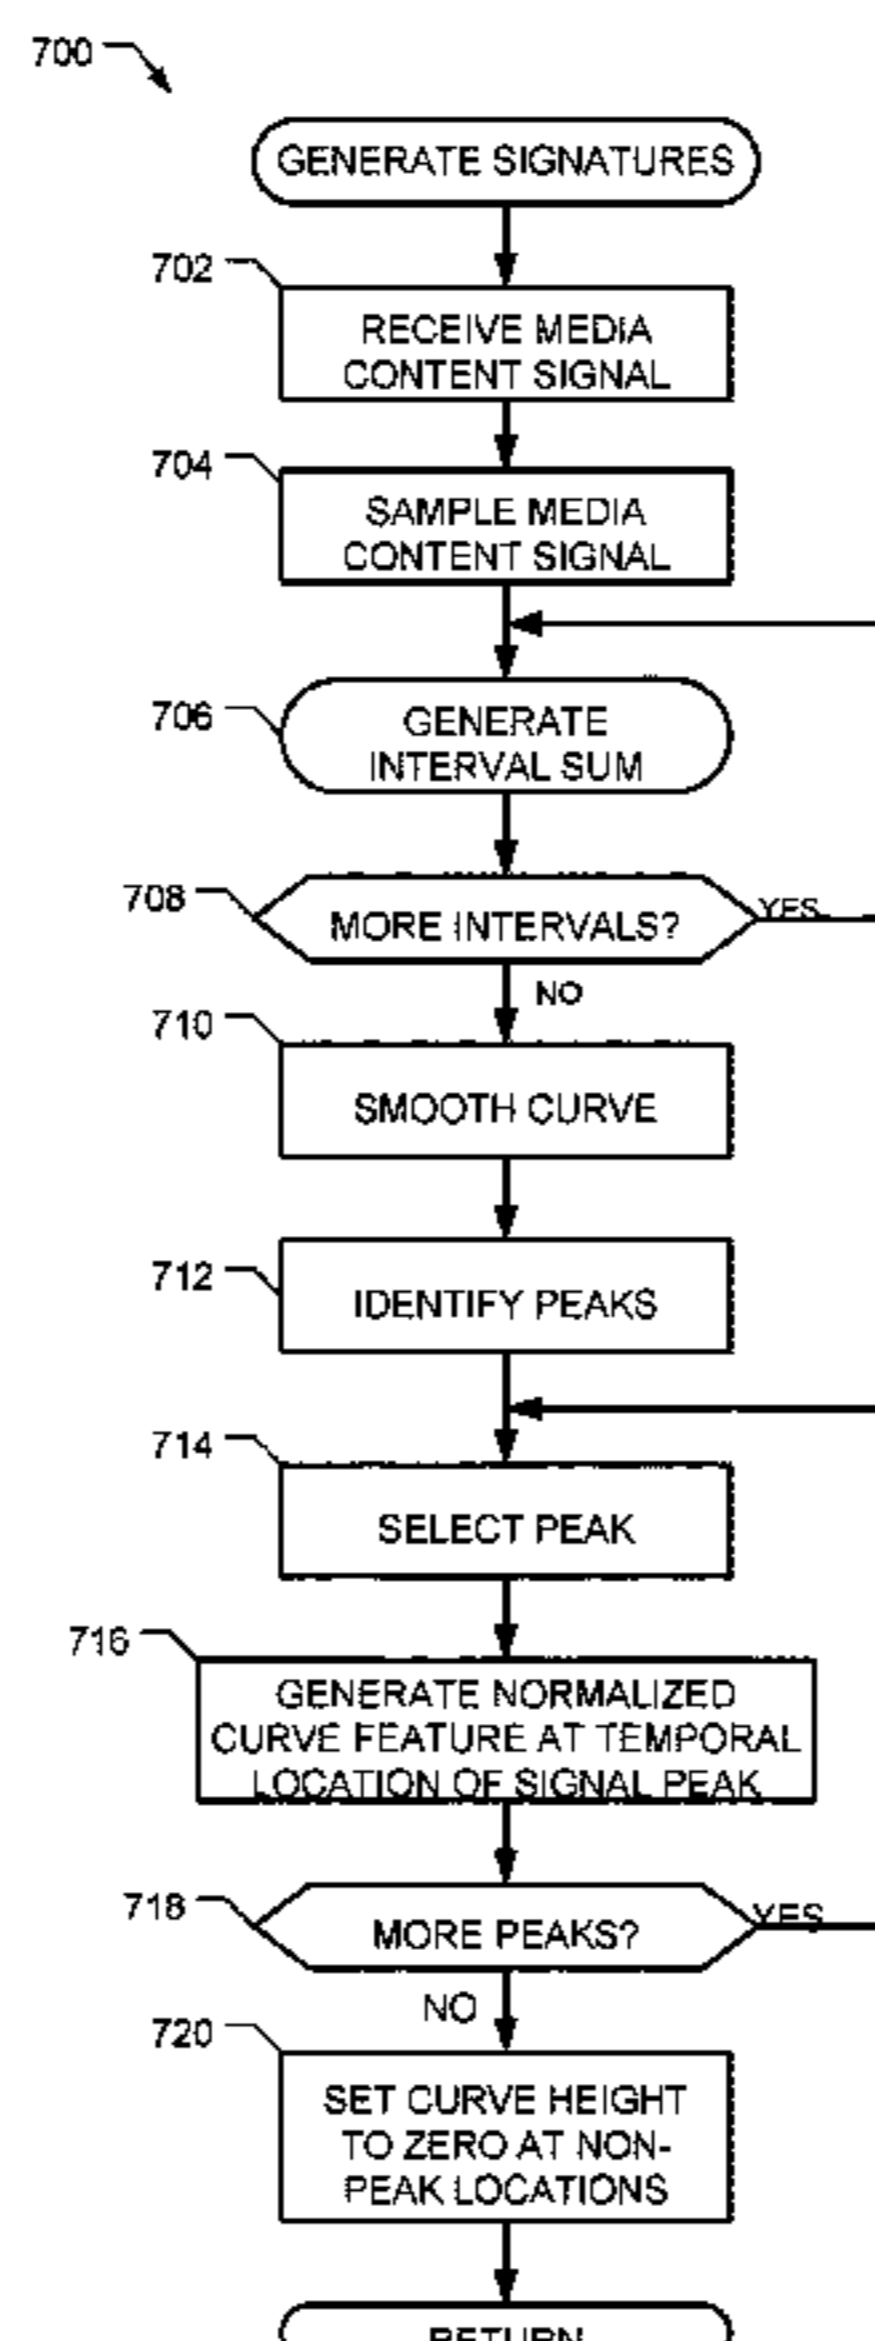 700
GENERATE SIGNATURES
702
RECEIVE MEDIA
CONTENT SIGNAL
704
SAMPLE MEDIA
CONTENT SIGNAL
706
GENERATE
INTERVAL SUM
708
MORE INTERVALS?
YES
NO
710
SMOOTH CURVE
712
IDENTIFY PEAKS
714
SELECT PEAK
716
GENERATE NORMALIZED
CURVE FEATURE AT TEMPORAL
LOCATION OF SIGNAL PEAK
718
MORE PEAKS?
YES
NO
720
SET CURVE HEIGHT
TO ZERO AT NON-
PEAK LOCATIONS
RETURN